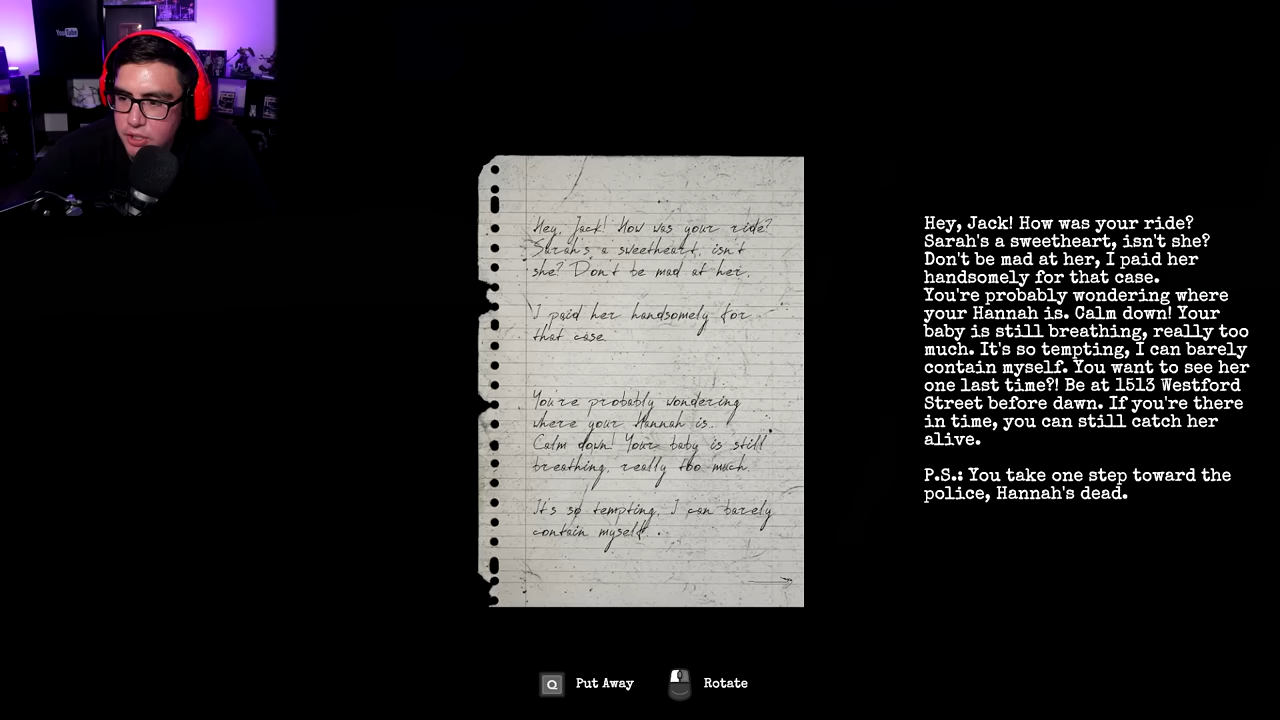 YouTube
Hey, Jack! How was your ride?
Sarah's a sweetheart, isn't
she? Don't be mad at her.
I paid her handsomely for
that case.
You're probably wondering
where your Hannah is.
Calm down! Your baby is still
breathing, really too much.
It's so tempting, I can barely
contain myself.
Hey, Jack! How was your ride?
Sarah's a sweetheart, isn't she?
Don't be mad at her, I paid her
handsomely for that case.
You're probably wondering where
your Hannah is. Calm down! Your
baby is still breathing, really too
much. It's so tempting, I can barely
contain myself. You want to see her
one last time?! Be at 1513 Westford
Street before dawn. If you're there
in time, you can still catch her
alive.
P.S.: You take one step toward the
police, Hannah's dead.
Q Put Away
Rotate